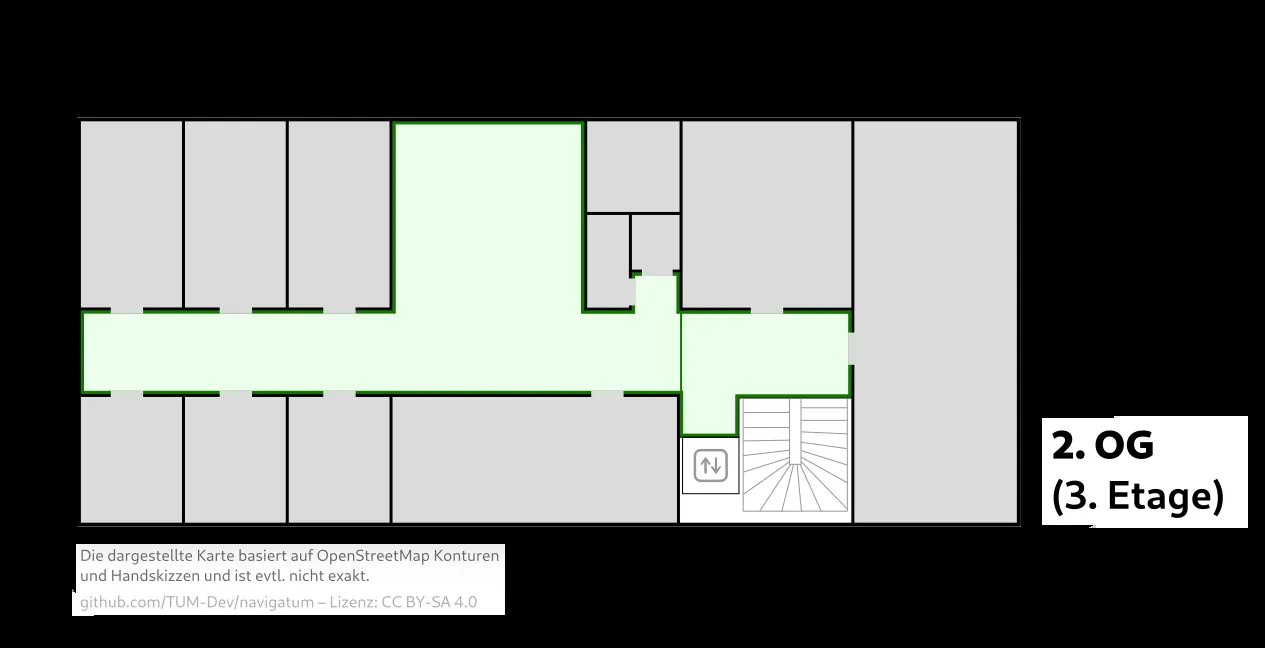 2. OG
(3. Etage)
Die dargestellte Karte basiert auf OpenStreetMap Konturen
und Handskizzen und ist evtl. nicht exakt.
github.com/TUM-Dev/navigatum – Lizenz: CC BY-SA 4.0